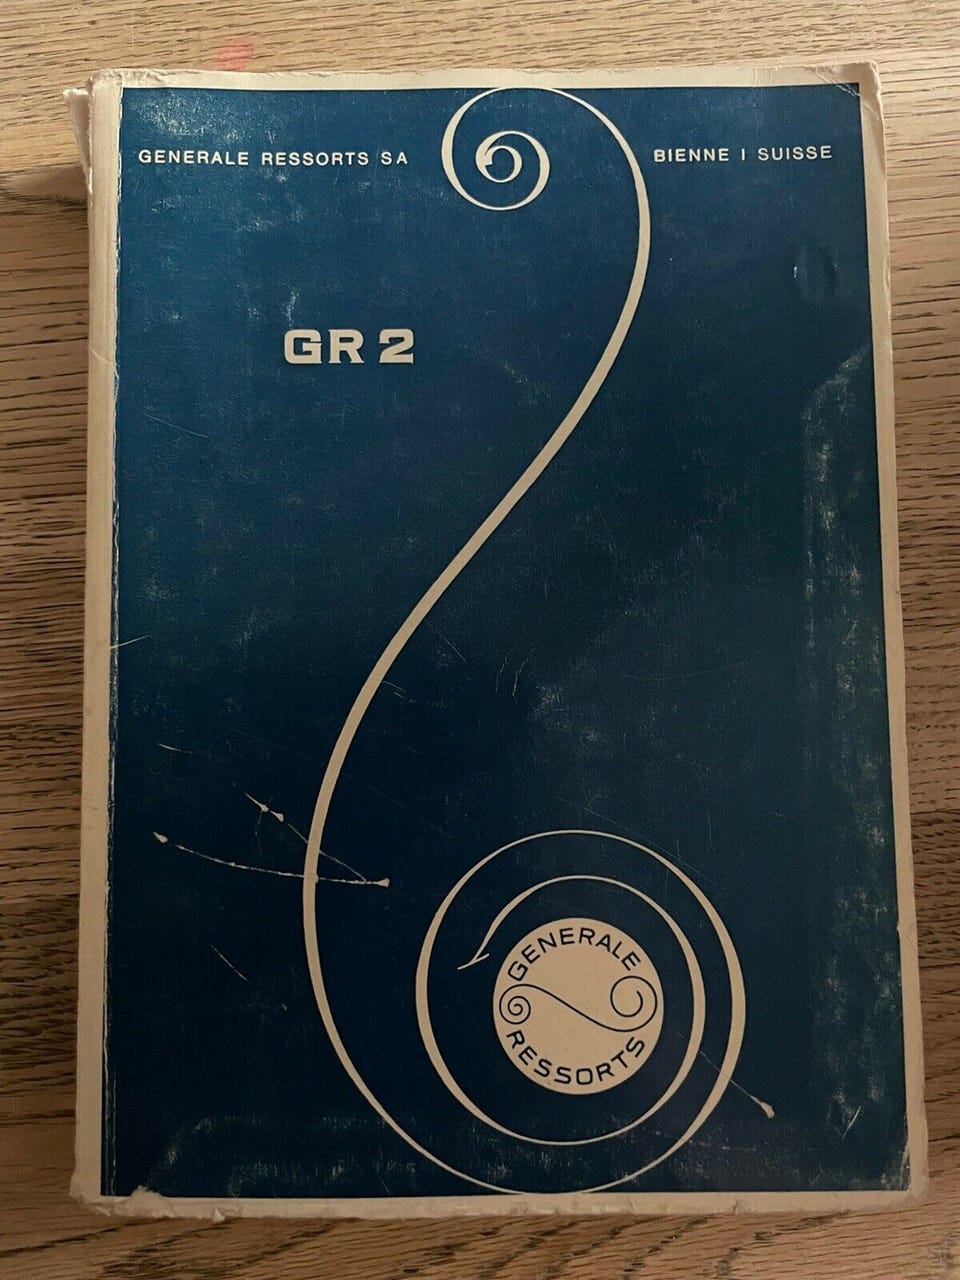 GENERALE RESSORTS SA
BIENNE I SUISSE
GR 2
GENERALE
RESSORTS